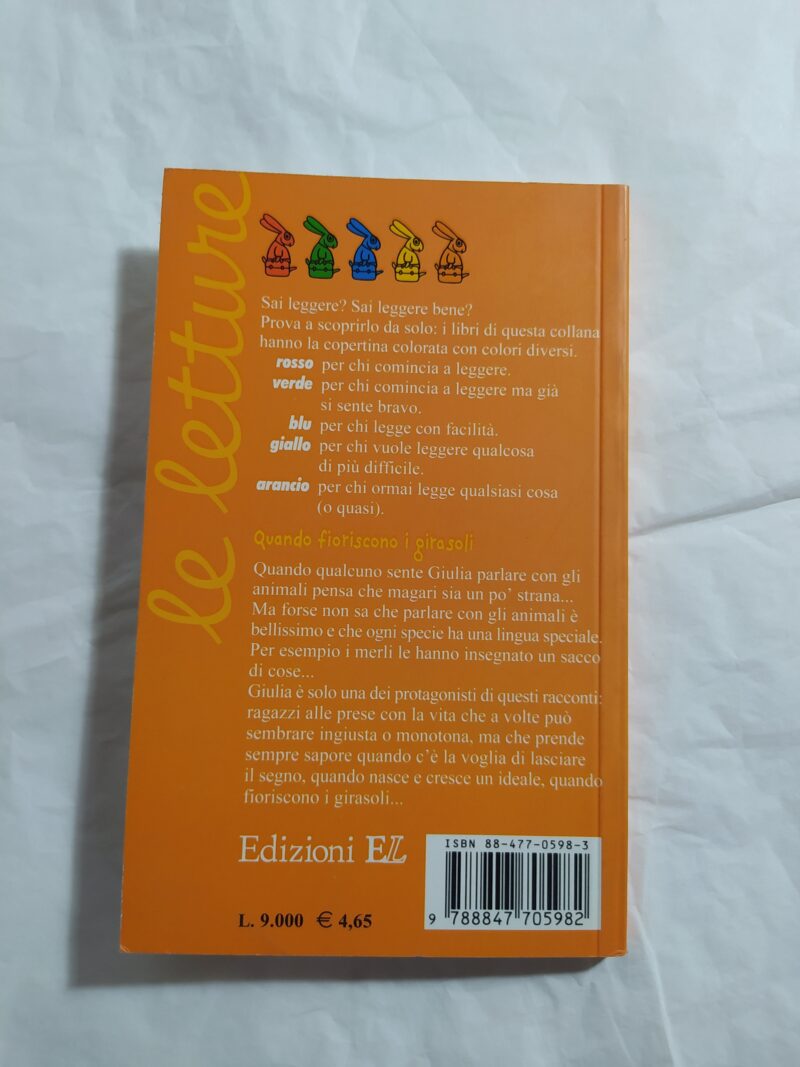 le letture
Sai leggere? Sai leggere bene?
Prova a scoprirlo da solo: i libri di questa collana
hanno la copertina colorata con colori diversi.
rosso per chi comincia a leggere.
verde per chi comincia a leggere ma già
si sente bravo.
blu per chi legge con facilità.
giallo per chi vuole leggere qualcosa
di più difficile.
arancio per chi ormai legge qualsiasi cosa
(o quasi).
Quando fioriscono i girasoli
Quando qualcuno sente Giulia parlare con gli
animali pensa che magari sia un po' strana...
Ma forse non sa che parlare con gli animali è
bellissimo e che ogni specie ha una lingua speciale.
Per esempio i merli le hanno insegnato un sacco
di cose...
Giulia è solo una dei protagonisti di questi racconti:
ragazzi alle prese con la vita che a volte può
sembrare ingiusta o monotona, ma che prende
sempre sapore quando c'è la voglia di lasciare
il segno, quando nasce e cresce un ideale, quando
fioriscono i girasoli...
Edizioni EL
ISBN 88-477-0598-3
9 788847 705982
L. 9.000 € 4,65